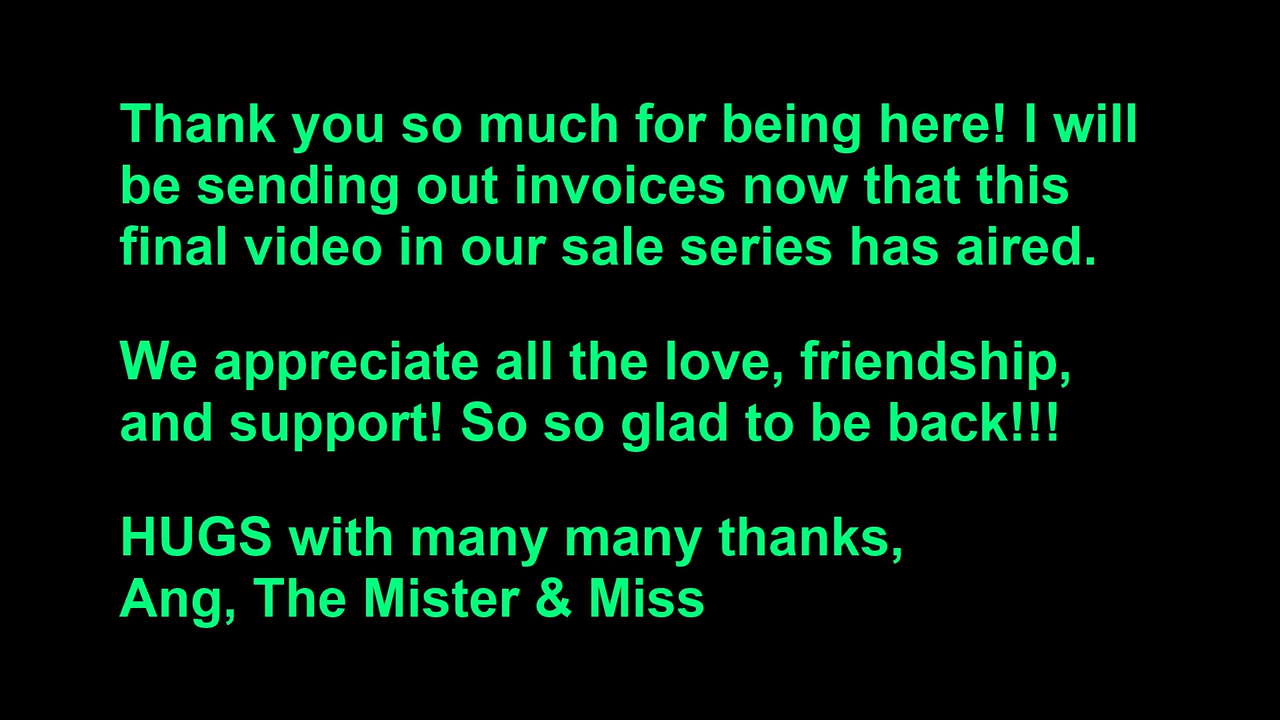 Thank you so much for being here! I will
be sending out invoices now that this
final video in our sale series has aired.
We appreciate all the love, friendship,
and support! So so glad to be back!!!
HUGS with many many thanks,
Ang, The Mister & Miss